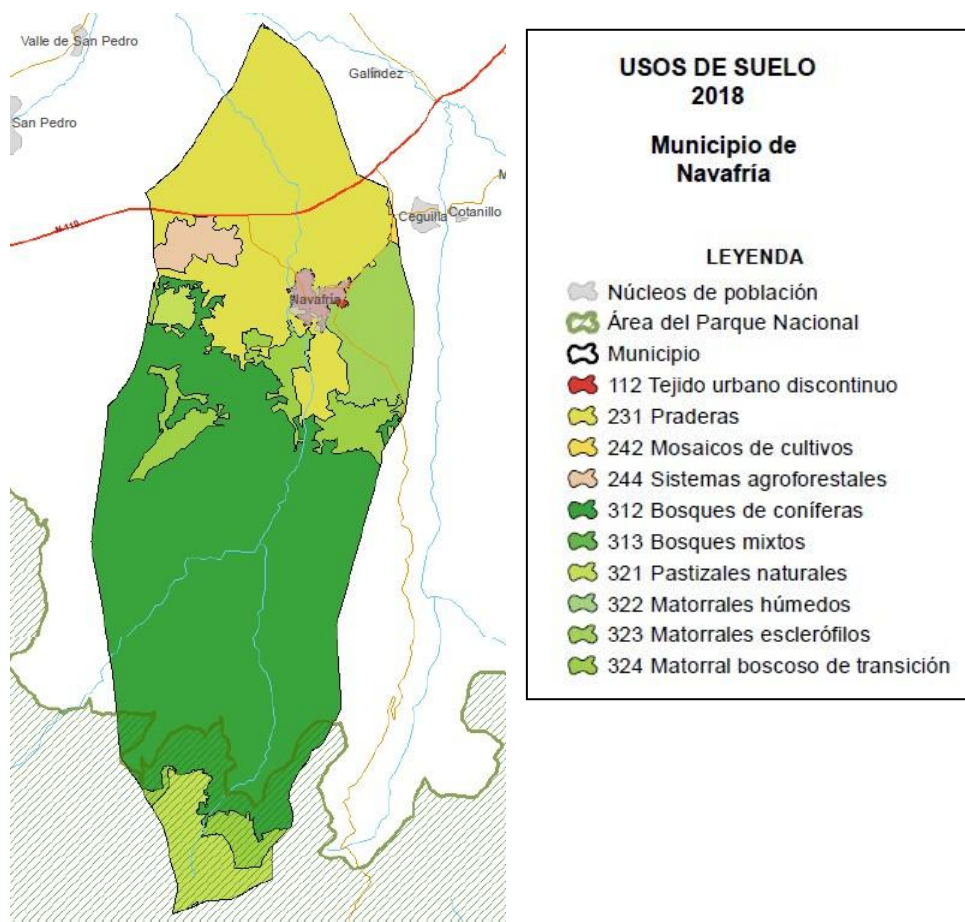 Valle de San Pedro
Galíndez
San Pedro
Ceguilla
Cotanillo
M
N-110
Navafría
USOS DE SUELO
2018
Municipio de
Navafría
LEYENDA
Núcleos de población
Área del Parque Nacional
Municipio
112 Tejido urbano discontinuo
231 Praderas
242 Mosaicos de cultivos
244 Sistemas agroforestales
312 Bosques de coníferas
313 Bosques mixtos
321 Pastizales naturales
322 Matorrales húmedos
323 Matorrales esclerófilos
324 Matorral boscoso de transición